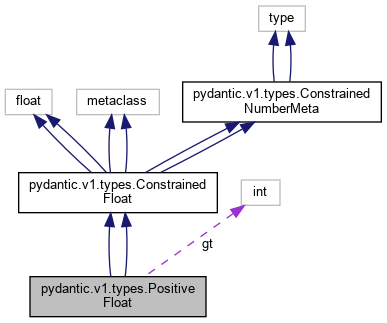 type
float
metaclass
pydantic.v1.types.Constrained
NumberMeta
pydantic.v1.types.Constrained
Float
int
gt
pydantic.v1.types.Positive
Float